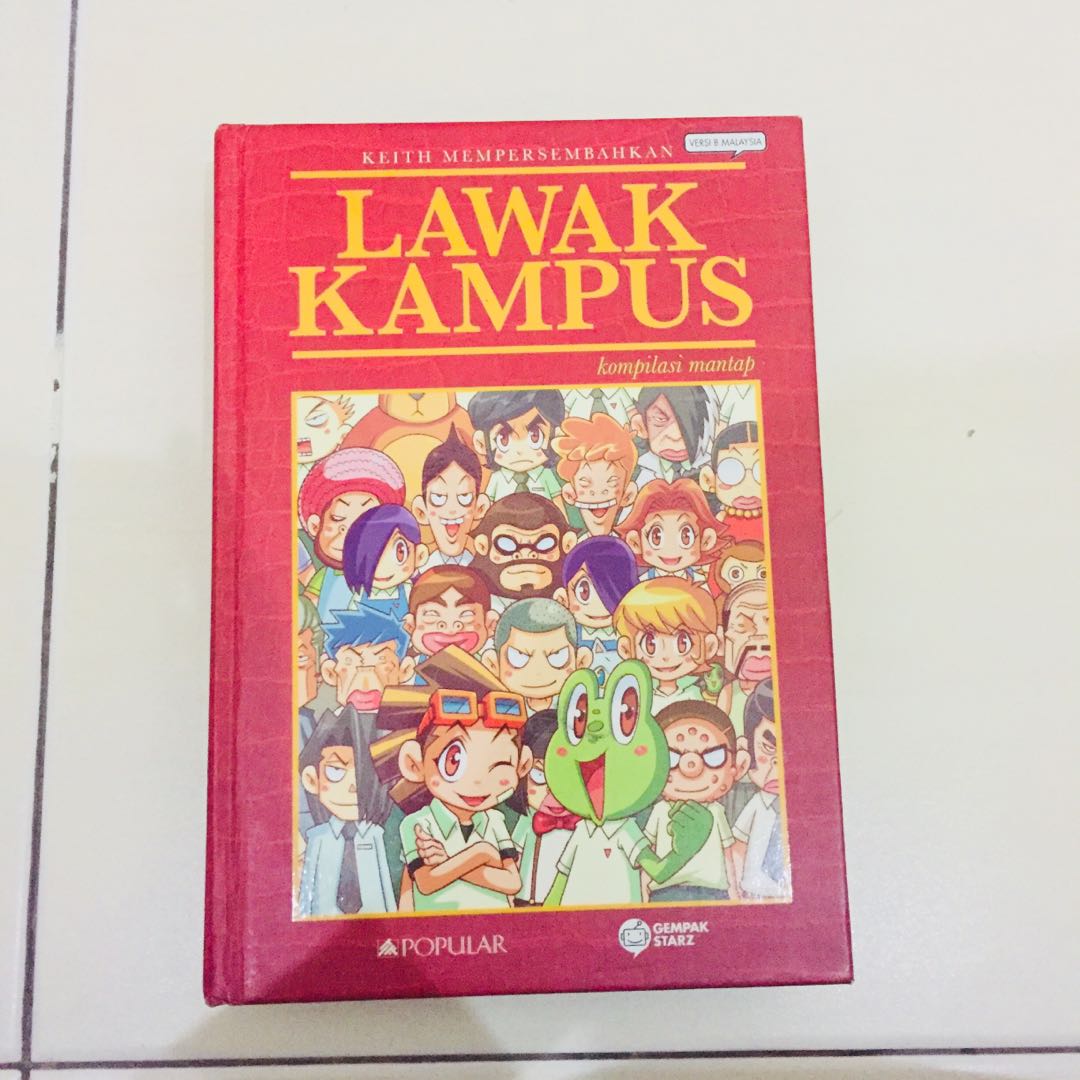 KEITH MEMPERSEMBAHKAN
VERSI B MALAYSIA
LAWAK
KAMPUS
kompilasi mantap
POPULAR
GEMPAK
STARZ